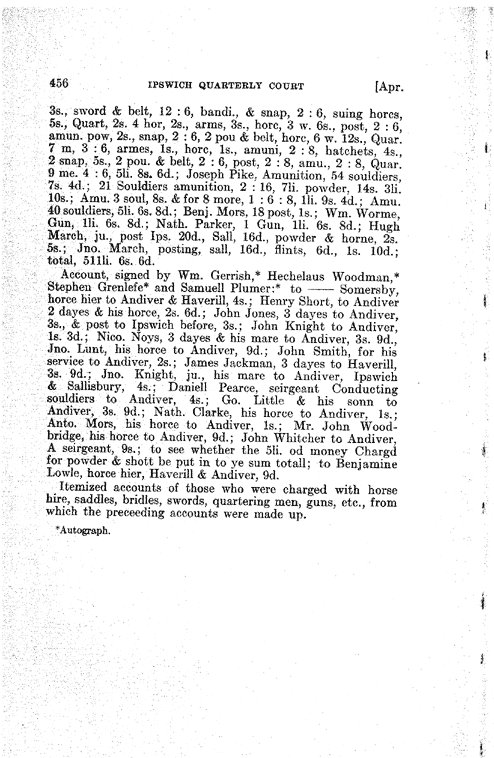 456 IPSWICH QUARTERLY COURT [Apr.
3s., sword & belt, 12 : 6, bandi., & snap, 2 : 6, suing horcs,
5s., Quart, 2s. 4 hor, 2s., arms, 3s., horc, 3 w. 6s., post, 2 : 6,
amun. pow, 2s., snap, 2 : 6, 2 pou & belt, horc, 6 w. 12s., Quar.
7 m, 3 : 6, armes, 1s., horc, 1s., amuni, 2 : 8, hatchets, 4s.,
2 snap, 5s., 2 pou. & belt, 2 : 6, post, 2 : 8, amu., 2 : 8, Quar.
9 me. 4 : 6, 5li. 8s. 6d.; Joseph Pike, Amunition, 54 souldiers,
7s. 4d.; 21 Souldiers amunition, 2 : 16, 7li. powder, 14s. 3li.
10s.; Amu. 3 soul, 8s. & for 8 more, 1 : 6 : 8, 1li. 9s. 4d.; Amu.
40 souldiers, 5li. 6s. 8d.; Benj. Mors, 18 post, 1s.; Wm. Worme,
Gun, 1li. 6s. 8d.; Nath. Parker, 1 Gun, 1li. 6s. 8d.; Hugh
March, ju., post Ips. 20d., Sall, 16d., powder & horne, 2s.
5s.; Jno. March, posting, sall, 16d., flints, 6d., 1s. 10d.;
total, 511li. 6s. 6d.
Account, signed by Wm. Gerrish,* Hechelaus Woodman,*
Stephen Grenlefe* and Samuell Plumer:* to —— Somersby,
horce hier to Andiver & Haverill, 4s.; Henry Short, to Andiver
2 dayes & his horce, 2s. 6d.; John Jones, 3 dayes to Andiver,
3s., & post to Ipswich before, 3s.; John Knight to Andiver,
1s. 3d.; Nico. Noys, 3 dayes & his mare to Andiver, 3s. 9d.,
Jno. Lunt, his horce to Andiver, 9d.; John Smith, for his
service to Andiver, 2s.; James Jackman, 3 dayes to Haverill,
3s. 9d.; Jno. Knight, ju., his mare to Andiver, Ipswich
& Sallisbury, 4s.; Daniell Pearce, seirgeant Conducting
souldiers to Andiver, 4s.; Go. Little & his sonn to
Andiver, 3s. 9d.; Nath. Clarke, his horce to Andiver, 1s.;
Anto. Mors, his horce to Andiver, 1s.; Mr. John Wood-
bridge, his horce to Andiver, 9d.; John Whitcher to Andiver,
A seirgeant, 9s.; to see whether the 5li. od money Chargd
for powder & shott be put in to ye sum totall; to Benjamine
Lowle, horce hier, Haverill & Andiver, 9d.
Itemized accounts of those who were charged with horse
hire, saddles, bridles, swords, quartering men, guns, etc., from
which the preceeding accounts were made up.
*Autograph.